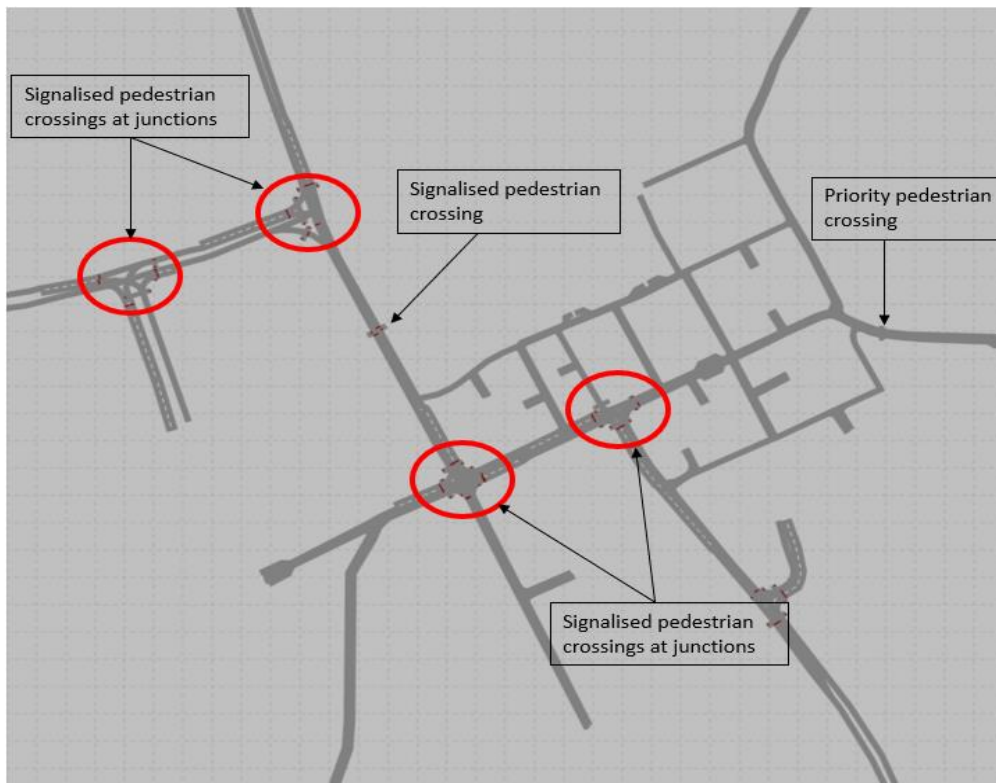 Signalised pedestrian
crossings at junctions
Signalised pedestrian
crossing
Priority pedestrian
crossing
Signalised pedestrian
crossings at junctions